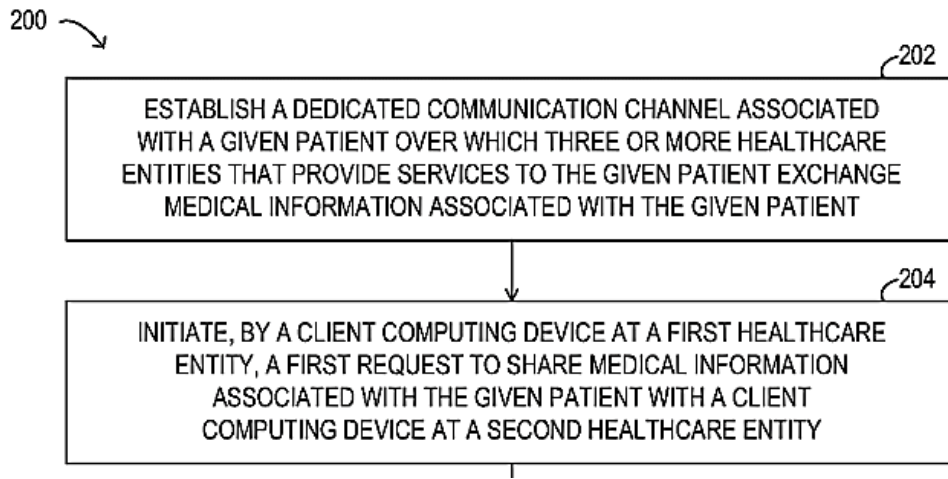 200
202
ESTABLISH A DEDICATED COMMUNICATION CHANNEL ASSOCIATED
WITH A GIVEN PATIENT OVER WHICH THREE OR MORE HEALTHCARE
ENTITIES THAT PROVIDE SERVICES TO THE GIVEN PATIENT EXCHANGE
MEDICAL INFORMATION ASSOCIATED WITH THE GIVEN PATIENT
204
INITIATE, BY A CLIENT COMPUTING DEVICE AT A FIRST HEALTHCARE
ENTITY, A FIRST REQUEST TO SHARE MEDICAL INFORMATION
ASSOCIATED WITH THE GIVEN PATIENT WITH A CLIENT
COMPUTING DEVICE AT A SECOND HEALTHCARE ENTITY